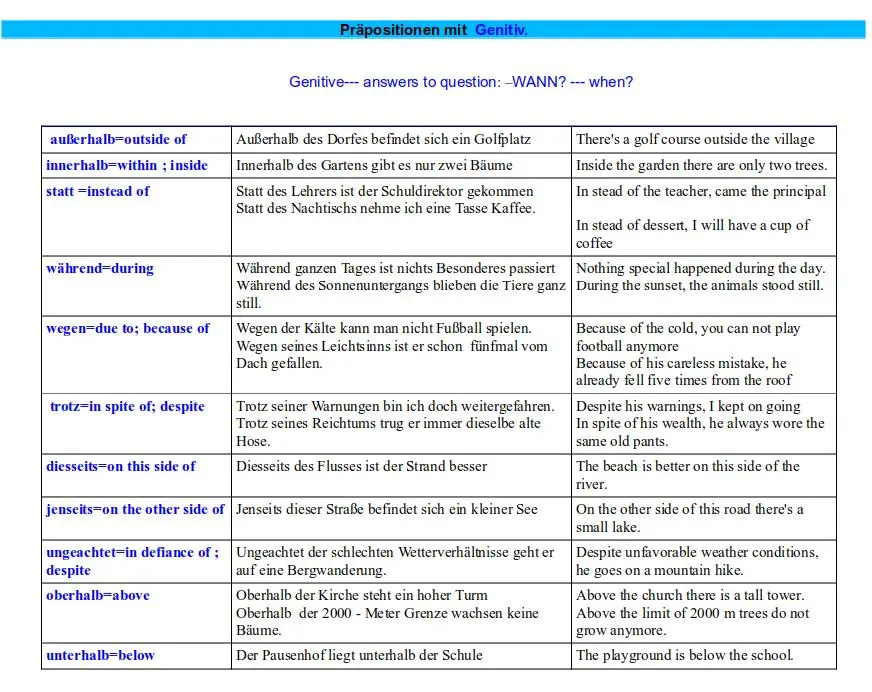 Präpositionen mit Genitiv.
Genitive--- answers to question: –WANN? --- when?
außerhalb=outside of
Außerhalb des Dorfes befindet sich ein Golfplatz
There's a golf course outside the village
innerhalb=within ; inside
Innerhalb des Gartens gibt es nur zwei Bäume
Inside the garden there are only two trees.
statt =instead of
Statt des Lehrers ist der Schuldirektor gekommen
Statt des Nachtischs nehme ich eine Tasse Kaffee.
In stead of the teacher, came the principal
In stead of dessert, I will have a cup of
coffee
während=during
Während ganzen Tages ist nichts Besonderes passiert
Während des Sonnenuntergangs blieben die Tiere ganz
still.
Nothing special happened during the day.
During the sunset, the animals stood still.
wegen=due to; because of
Wegen der Kälte kann man nicht Fußball spielen.
Wegen seines Leichtsinns ist er schon fünfmal vom
Dach gefallen.
Because of the cold, you can not play
football anymore
Because of his careless mistake, he
already fell five times from the roof
trotz=in spite of; despite
Trotz seiner Warnungen bin ich doch weitergefahren.
Trotz seines Reichtums trug er immer dieselbe alte
Hose.
Despite his warnings, I kept on going
In spite of his wealth, he always wore the
same old pants.
diesseits=on this side of
Diesseits des Flusses ist der Strand besser
The beach is better on this side of the
river.
jenseits=on the other side of
Jenseits dieser Straße befindet sich ein kleiner See
On the other side of this road there's a
small lake.
ungeachtet=in defiance of ;
despite
Ungeachtet der schlechten Wetterverhältnisse geht er
auf eine Bergwanderung.
Despite unfavorable weather conditions,
he goes on a mountain hike.
oberhalb=above
Oberhalb der Kirche steht ein hoher Turm
Oberhalb der 2000 - Meter Grenze wachsen keine
Bäume.
Above the church there is a tall tower.
Above the limit of 2000 m trees do not
grow anymore.
unterhalb=below
Der Pausenhof liegt unterhalb der Schule
The playground is below the school.